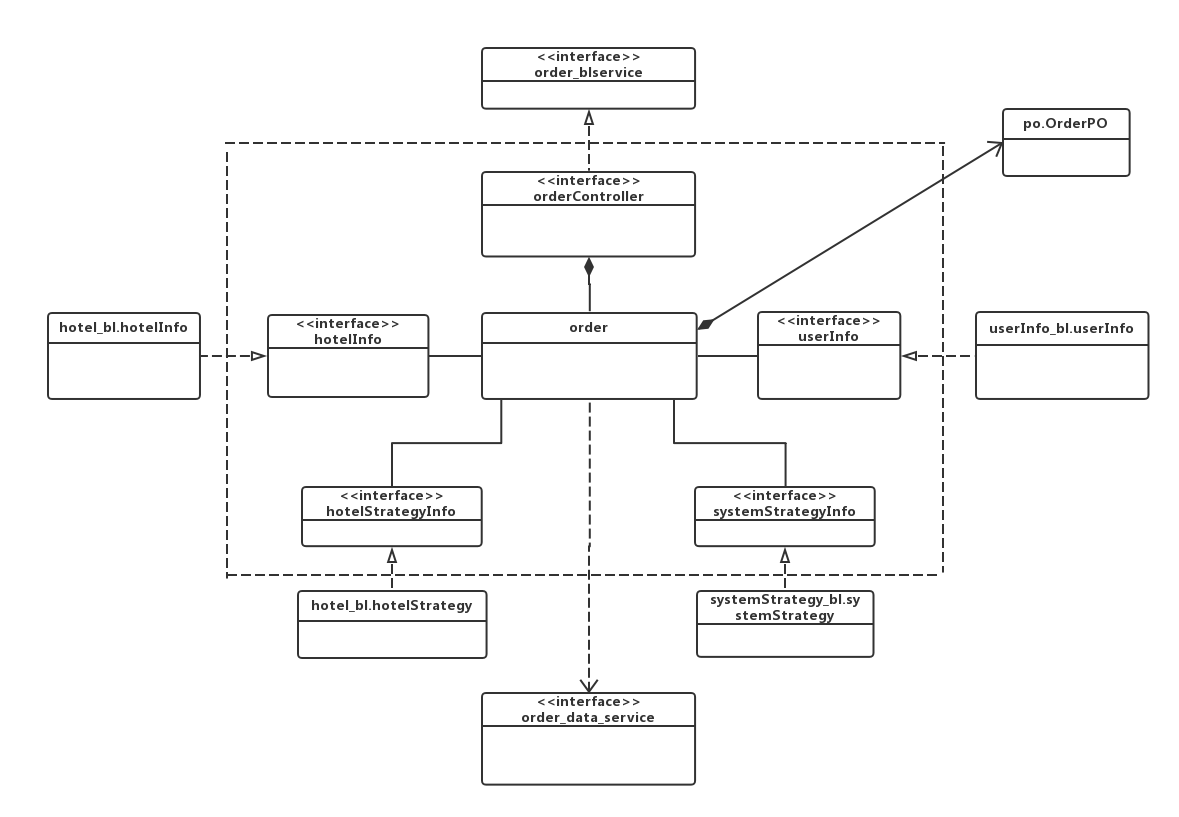 <<interface>>
order_blservice
po.OrderPO
<<interface>>
orderController
hotel_bl.hotelInfo
<<interface>>
hotelInfo
order
<<interface>>
userInfo
userInfo_bl.userInfo
<<interface>>
hotelStrategyInfo
<<interface>>
systemStrategyInfo
hotel_bl.hotelStrategy
systemStrategy_bl.sy
stemStrategy
<<interface>>
order_data_service